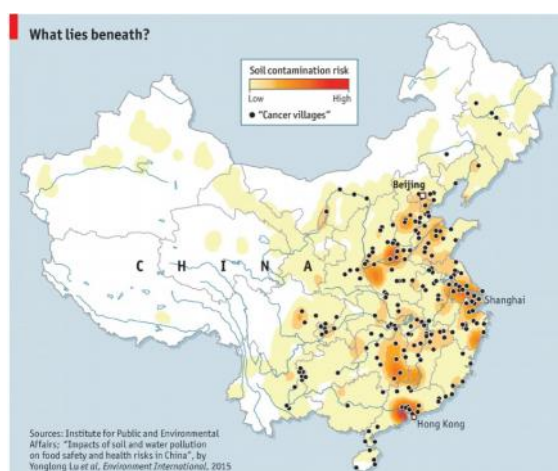 What lies beneath?
Soil contamination risk
Low High
"Cancer villages"
Beijing
C H I N A
Shanghai
Hong Kong
Sources: Institute for Public and Environmental
Affairs; "Impacts of soil and water pollution
on food safety and health risks in China", by
Yonglong Lu et al. Environment International, 2015